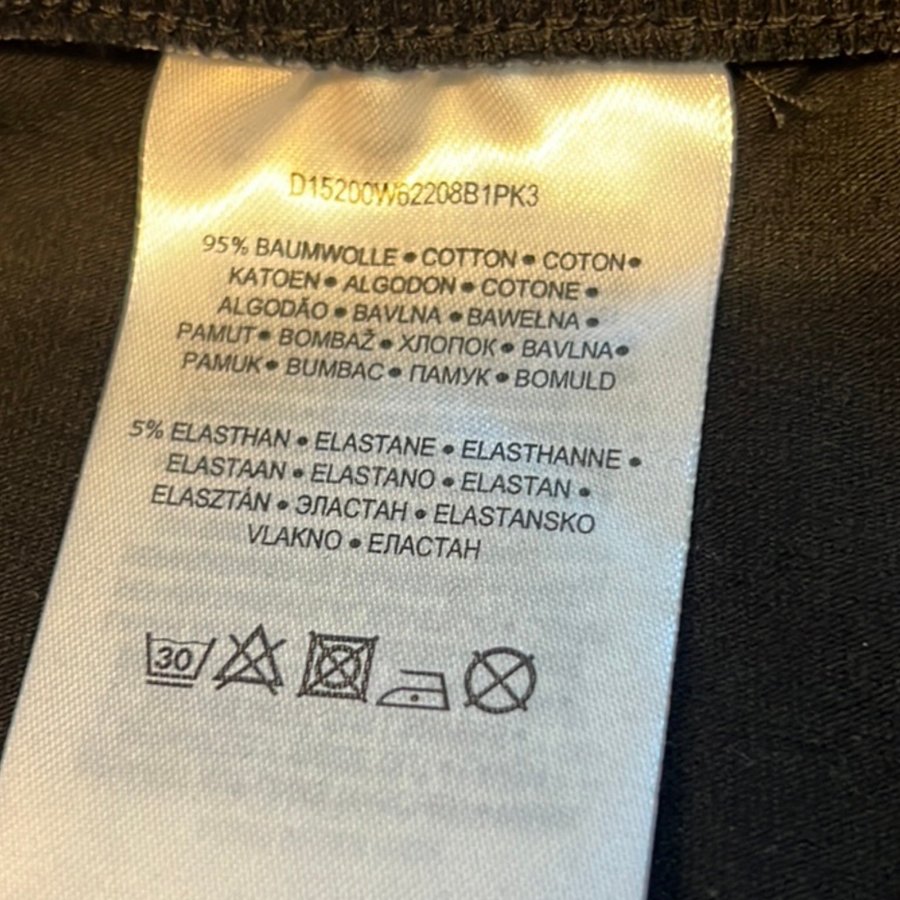 D15200W62208B1PK3
95% BAUMWOLLE • COTTON • COTON •
KATOEN • ALGODON • COTONE •
ALGODÃO • BAVLNA • BAWEŁNA •
PAMUT • BOMBAŽ • ХЛОПОК • BAVLNA •
PAMUK • BUMBAC • ПАМУК • BOMULD
5% ELASTHAN • ELASTANE • ELASTHANNE •
ELASTAAN • ELASTANO • ELASTAN •
ELASZTÁN • ЭЛАСТАН • ELASTANSKO
VLAKNO • ЕЛАСТАН
30